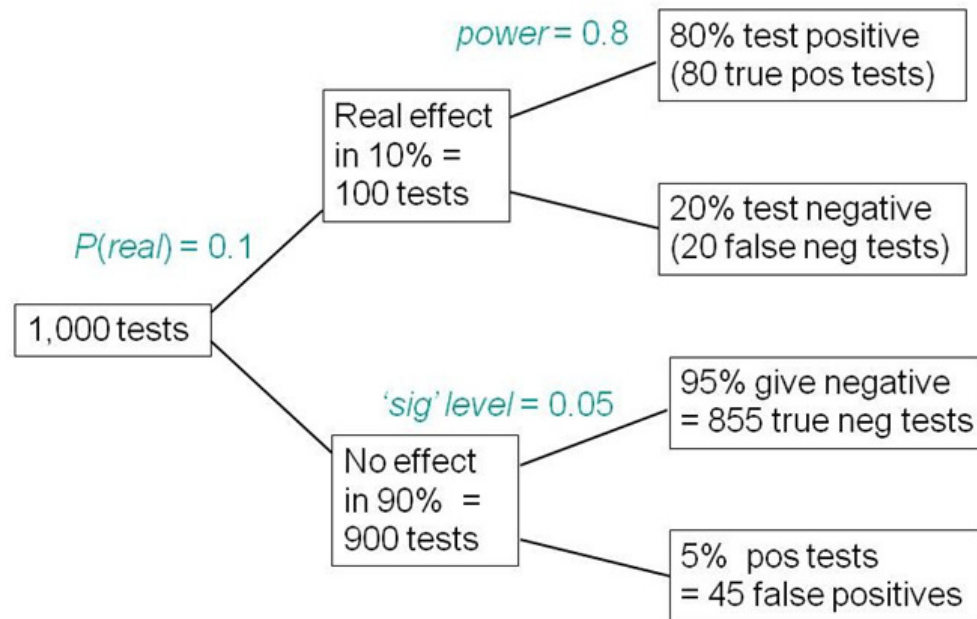 power = 0.8
80% test positive
(80 true pos tests)
Real effect
in 10% =
100 tests
20% test negative
(20 false neg tests)
P(real) = 0.1
1,000 tests
‘sig’ level = 0.05
95% give negative
= 855 true neg tests
No effect
in 90% =
900 tests
5% pos tests
= 45 false positives